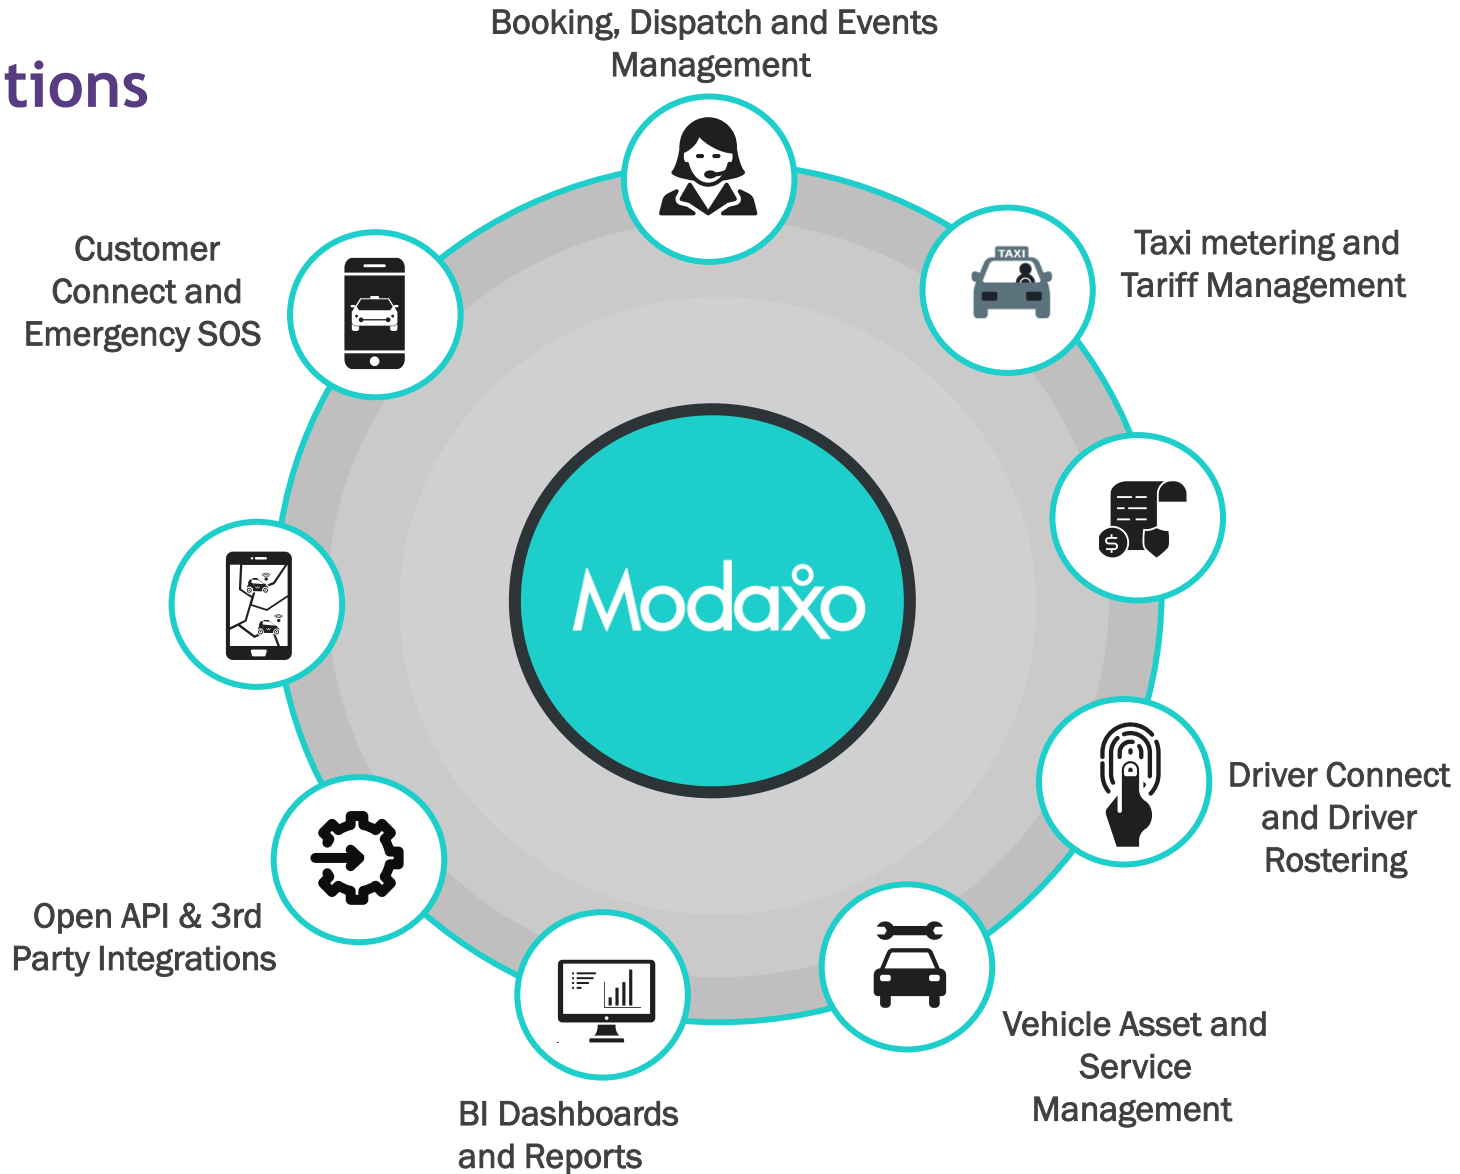 Booking, Dispatch and Events
Management
tions
TAXI
Customer
Connect and
Emergency SOS
Taxi metering and
Tariff Management
$
Modaxo
Driver Connect
and Driver
Rostering
Open API & 3rd
Party Integrations
Vehicle Asset and
Service
Management
BI Dashboards
and Reports